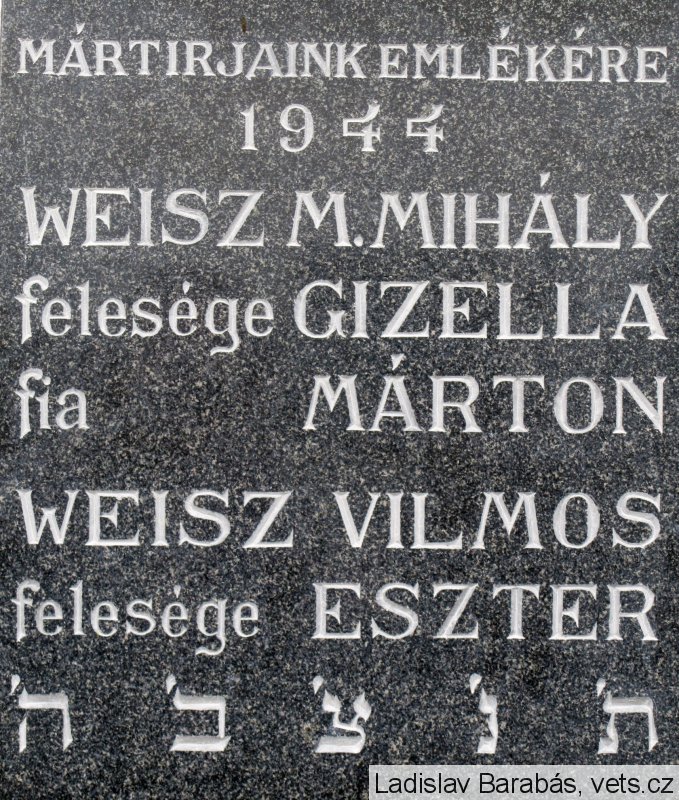 MÁRTIRJAINK EMLÉKÉRE
1944
WEISZ M. MIHÁLY
felesége GIZELLA
fia MÁRTON
WEISZ VILMOS
felesége ESZTER
ת' נ' צ' ב' ה'
Ladislav Barabás, vets.cz